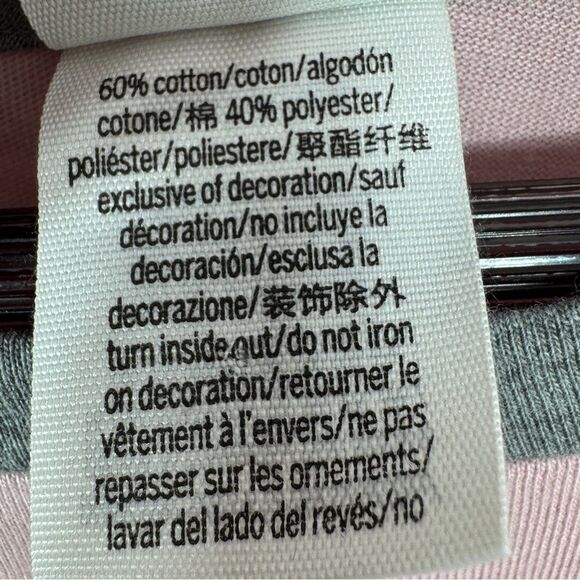 60% cotton/coton/algodón
cotone/棉 40% polyester/
poliéster/poliestere/聚酯纤维
exclusive of decoration/sauf
décoration/no incluye la
decoración/esclusa la
decorazione/装饰除外
turn inside out/do not iron
on decoration/retourner le
vêtement à l'envers/ne pas
repasser sur les ornements/
lavar del lado del revés/no